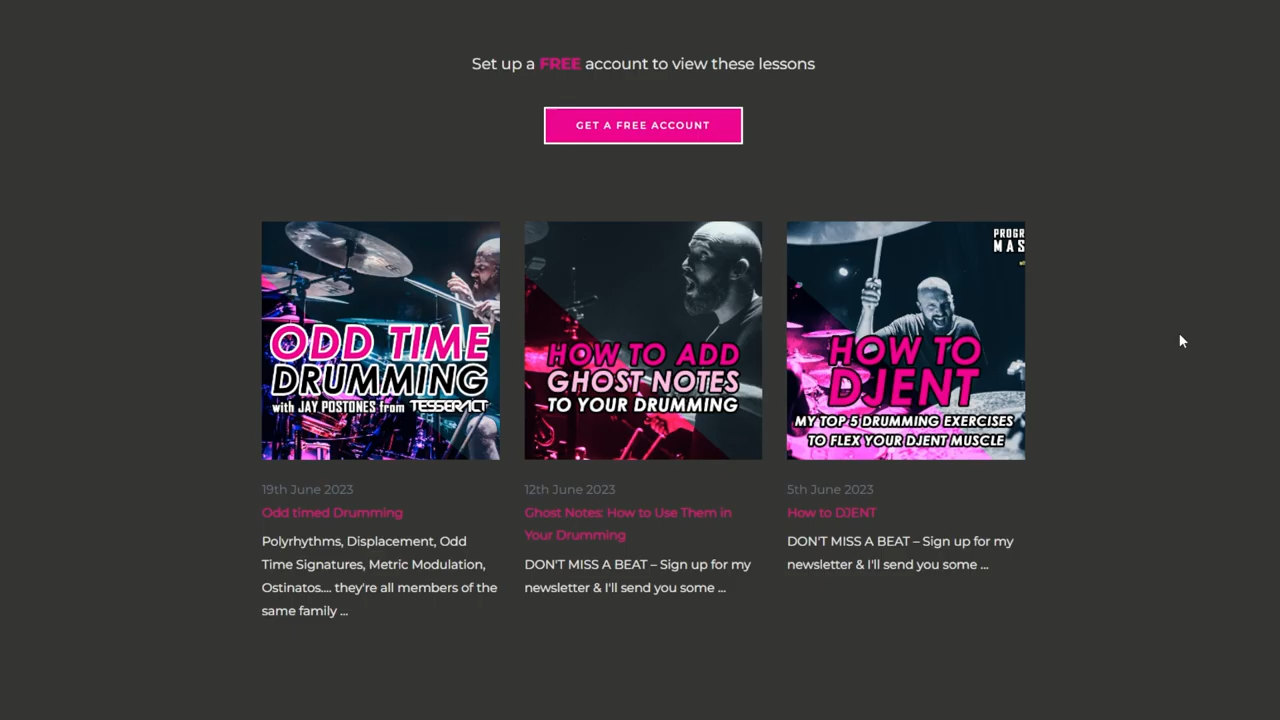 Set up a FREE account to view these lessons
GET A FREE ACCOUNT
ODD TIME
DRUMMING
with JAY POSTONES from TESSERACT
HOW TO ADD
GHOST NOTES
TO YOUR DRUMMING
PROGR
MAS
HOW TO
DJENT
MY TOP 5 DRUMMING EXERCISES
TO FLEX YOUR DJENT MUSCLE
19th June 2023
Odd timed Drumming
Polyrhythms, Displacement, Odd
Time Signatures, Metric Modulation,
Ostinatos.... they're all members of the
same family ...
12th June 2023
Ghost Notes: How to Use Them in
Your Drumming
DON'T MISS A BEAT – Sign up for my
newsletter & I'll send you some ...
5th June 2023
How to DJENT
DON'T MISS A BEAT – Sign up for my
newsletter & I'll send you some ...